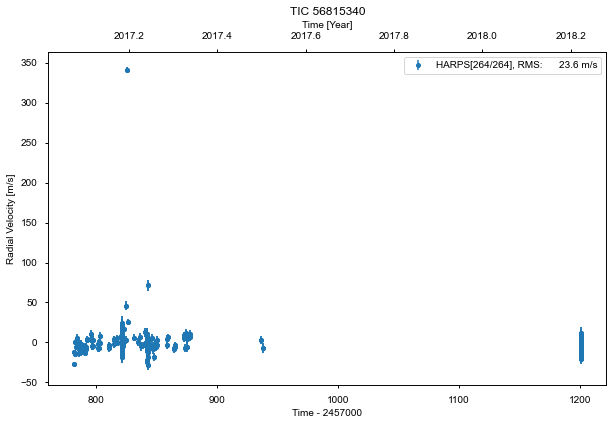 TIC 56815340
Time [Year]
2017.2 2017.4 2017.6 2017.8 2018.0 2018.2
HARPS[264/264], RMS: 23.6 m/s
350
300
250
200
150
100
50
0
−50
Radial Velocity [m/s]
800 900 1000 1100 1200
Time - 2457000